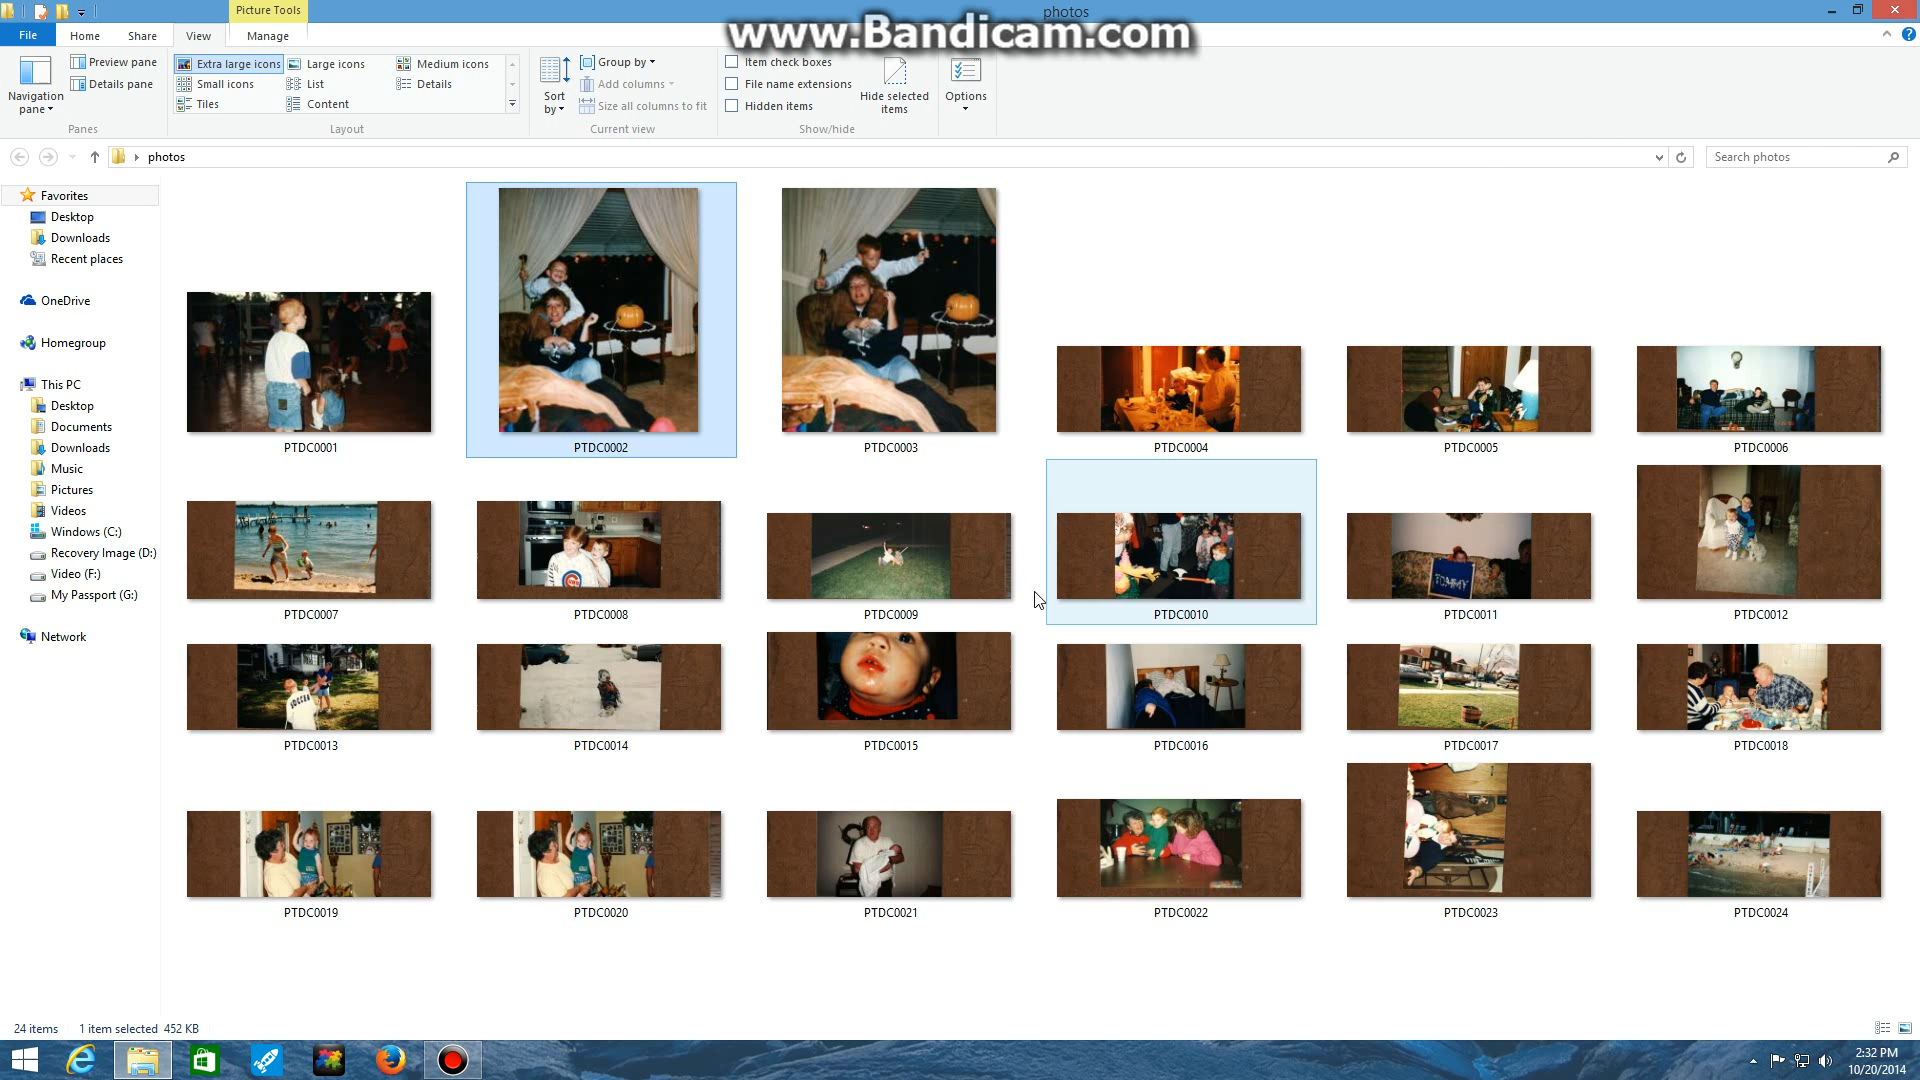 Picture Tools
photos
www.Bandicam.com
File
Home
Share
View
Manage
Navigation pane
Preview pane
Details pane
Panes
Extra large icons
Large icons
Medium icons
Small icons
List
Details
Tiles
Content
Layout
Sort by
Group by
Add columns
Size all columns to fit
Current view
Item check boxes
File name extensions
Hidden items
Hide selected items
Show/hide
Options
photos
Search photos
Favorites
Desktop
Downloads
Recent places
OneDrive
Homegroup
This PC
Desktop
Documents
Downloads
Music
Pictures
Videos
Windows (C:)
Recovery Image (D:)
Video (F:)
My Passport (G:)
Network
PTDC0001
PTDC0002
PTDC0003
PTDC0004
PTDC0005
PTDC0006
PTDC0007
PTDC0008
PTDC0009
PTDC0010
TOMMY
PTDC0011
PTDC0012
SOCCER
PTDC0013
PTDC0014
PTDC0015
PTDC0016
PTDC0017
PTDC0018
PTDC0019
PTDC0020
PTDC0021
PTDC0022
PTDC0023
PTDC0024
24 items
1 item selected 452 KB
2:32 PM
10/20/2014